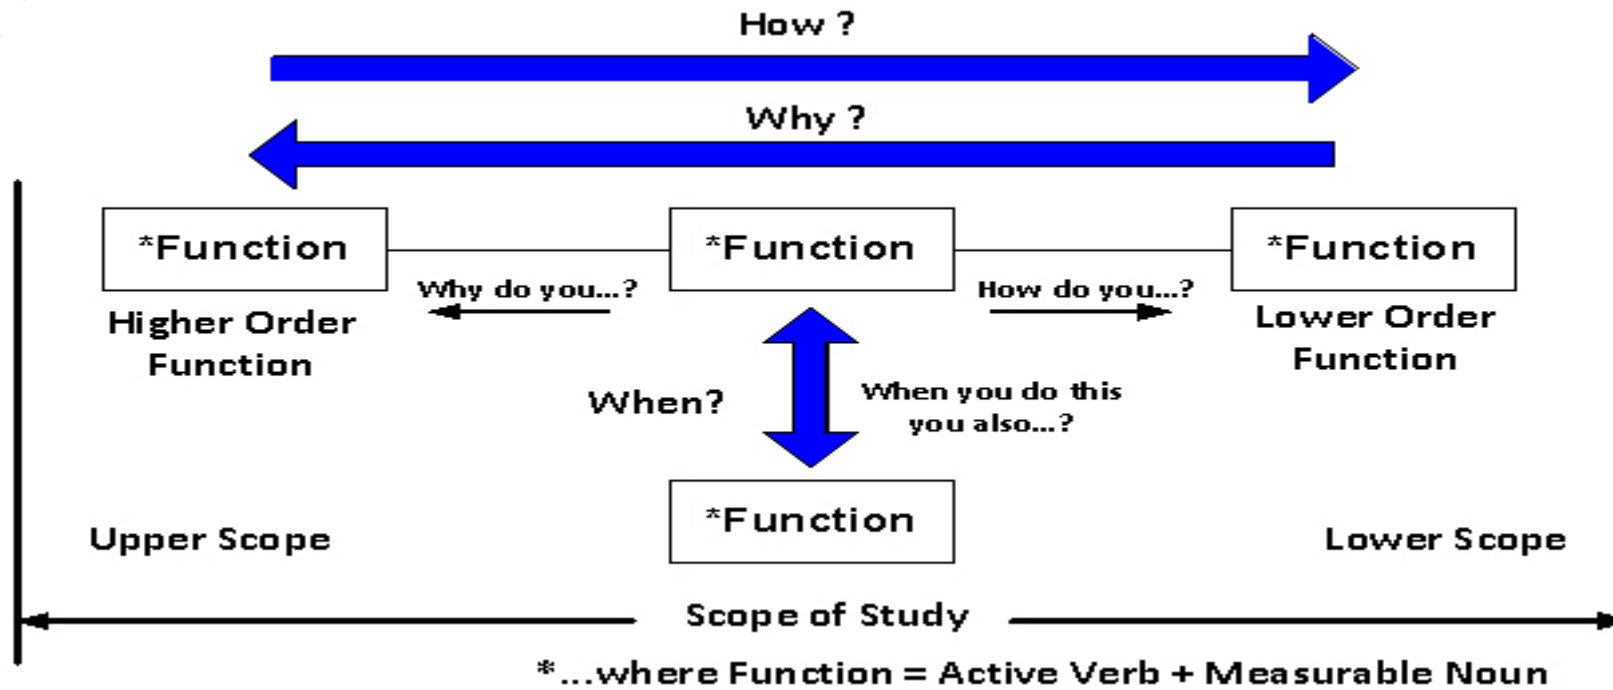 How ?
Why ?
*Function
*Function
*Function
Why do you...?
How do you...?
Higher Order
Function
Lower Order
Function
When?
When you do this
you also...?
*Function
Upper Scope
Lower Scope
Scope of Study
*...where Function = Active Verb + Measurable Noun